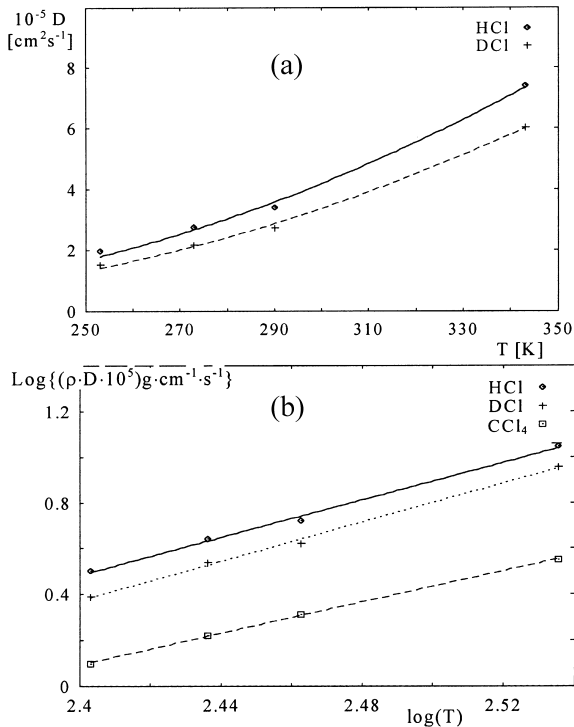 10⁻⁵ D
[cm²s⁻¹]
HCl
DCl
(a)
8
6
4
2
0
250 270 290 310 330 350
T [K]
Log{(ρ·D·10⁵)g·cm⁻¹·s⁻¹}
HCl
DCl
CCl₄
(b)
1.2
0.8
0.4
0
2.4 2.44 2.48 2.52
log(T)